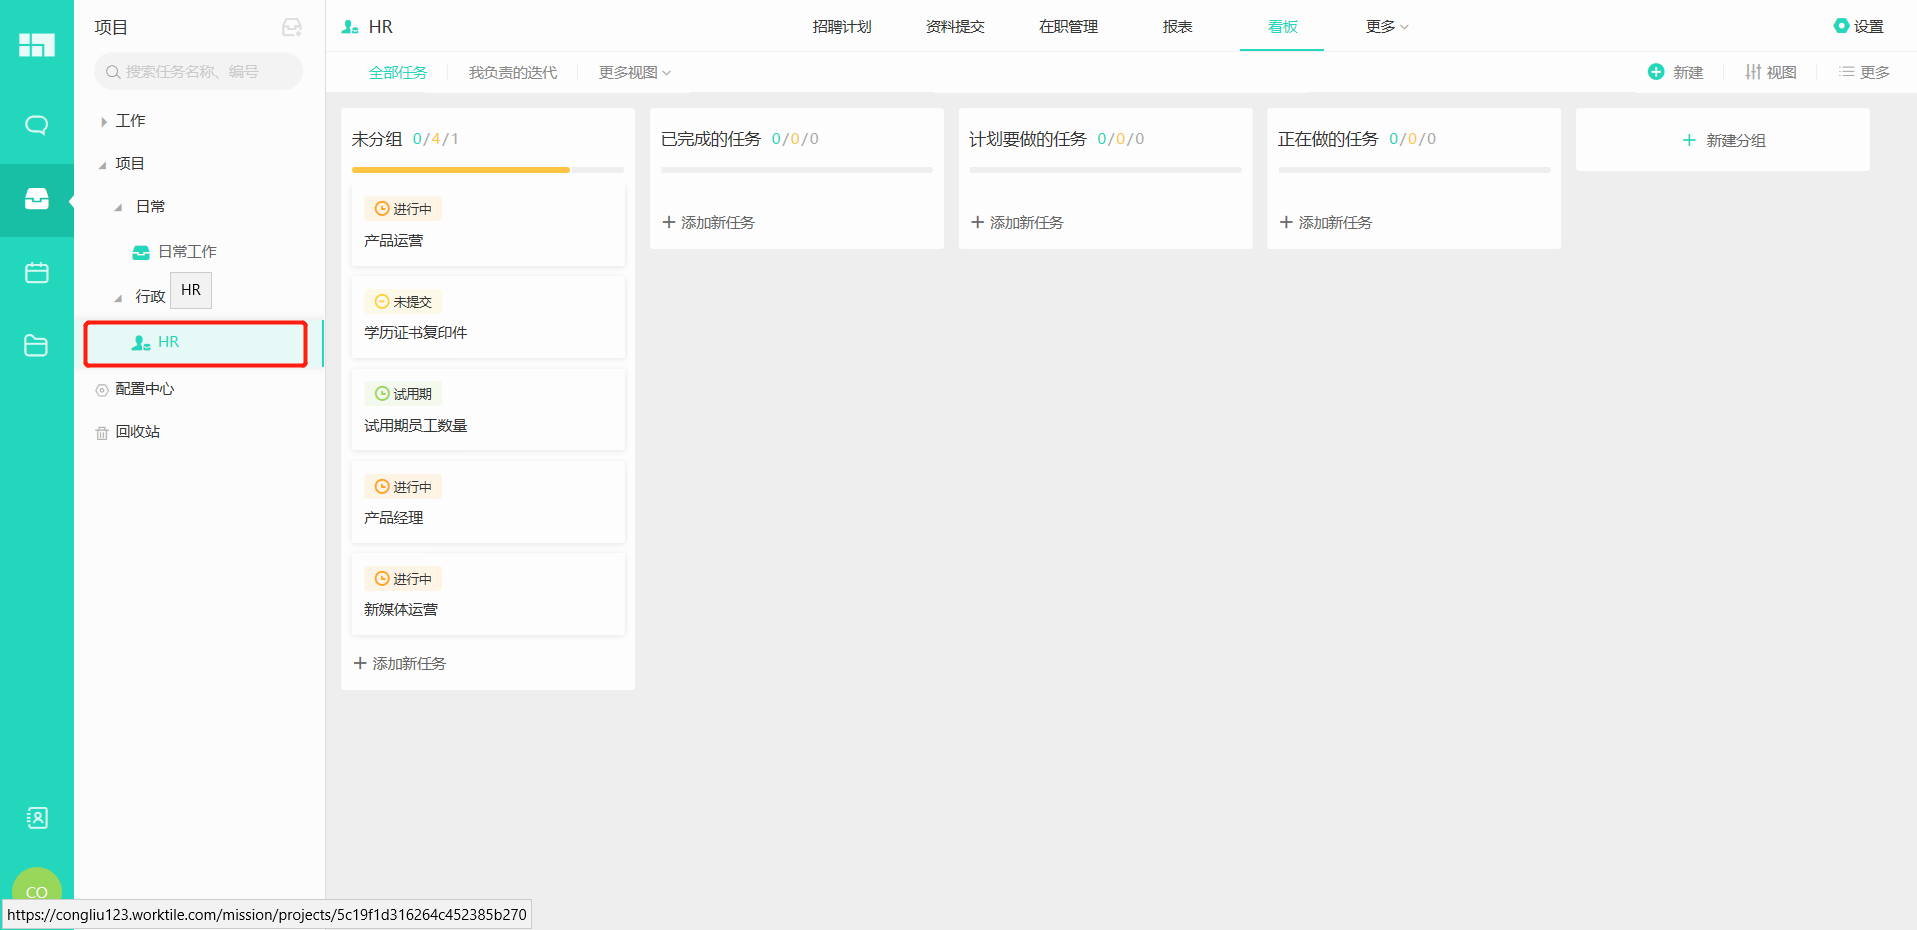 项目
搜索任务名称、编号
工作
项目
日常
日常工作
行政
HR
HR
配置中心
回收站
CO
https://congliu123.worktile.com/mission/projects/5c19f1d316264c452385b270
HR
招聘计划
资料提交
在职管理
报表
看板
更多
设置
全部任务
我负责的迭代
更多视图
新建
视图
更多
未分组 0/4/1
进行中
产品运营
未提交
学历证书复印件
试用期
试用期员工数量
进行中
产品经理
进行中
新媒体运营
添加新任务
已完成的任务 0/0/0
添加新任务
计划要做的任务 0/0/0
添加新任务
正在做的任务 0/0/0
添加新任务
新建分组